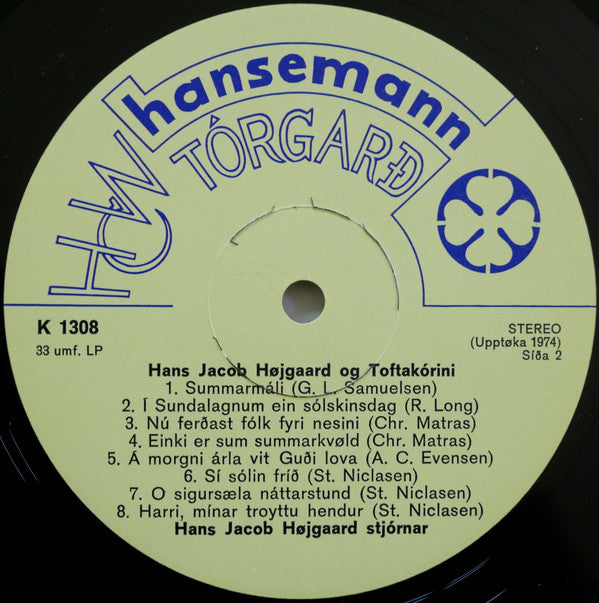 hansemann
TÓRGARÐ
HCW
K 1308
33 umf. LP
STEREO
(Upptøka 1974)
Síða 2
Hans Jacob Højgaard og Toftakórini
1. Summarmáli (G. L. Samuelsen)
2. Í Sundalagnum ein sólskinsdag (R. Long)
3. Nú ferðast fólk fyri nesini (Chr. Matras)
4. Einki er sum summarkvøld (Chr. Matras)
5. Á morgni árla vit Guði lova (A. C. Evensen)
6. Sí sólin fríð (St. Niclasen)
7. O sigursæla náttarstund (St. Niclasen)
8. Harri, mínar troyttu hendur (St. Niclasen)
Hans Jacob Højgaard stjórnar